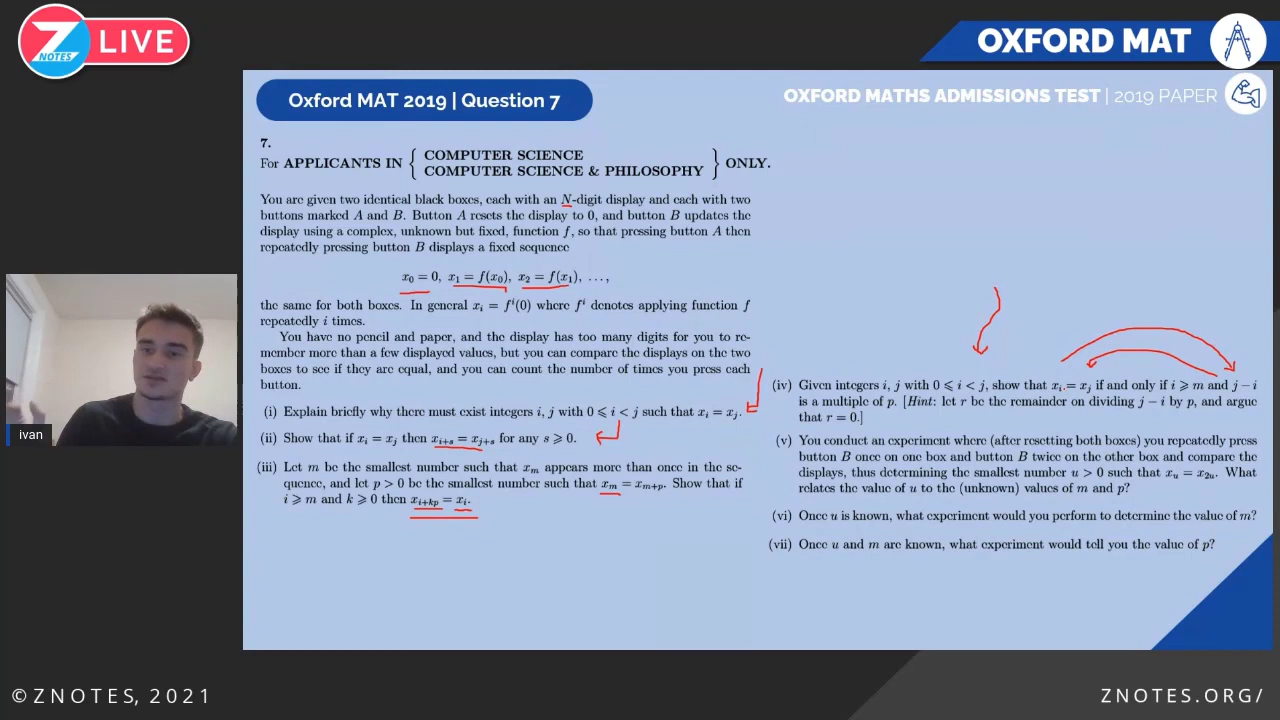 Z NOTES LIVE
OXFORD MAT
Oxford MAT 2019 | Question 7
OXFORD MATHS ADMISSIONS TEST | 2019 PAPER
7.
For APPLICANTS IN { COMPUTER SCIENCE
COMPUTER SCIENCE & PHILOSOPHY } ONLY.
You are given two identical black boxes, each with an N-digit display and each with two
buttons marked A and B. Button A resets the display to 0, and button B updates the
display using a complex, unknown but fixed, function f, so that pressing button A then
repeatedly pressing button B displays a fixed sequence
x₀ = 0, x₁ = f(x₀), x₂ = f(x₁), …,
the same for both boxes. In general xᵢ = fⁱ(0) where fⁱ denotes applying function f
repeatedly i times.
You have no pencil and paper, and the display has too many digits for you to re-
member more than a few displayed values, but you can compare the displays on the two
boxes to see if they are equal, and you can count the number of times you press each
button.
(i) Explain briefly why there must exist integers i, j with 0 ⩽ i < j such that xᵢ = xⱼ.
(ii) Show that if xᵢ = xⱼ then xᵢ₊ₛ = xⱼ₊ₛ for any s ⩾ 0.
(iii) Let m be the smallest number such that xₘ appears more than once in the se-
quence, and let p > 0 be the smallest number such that xₘ = xₘ₊ₚ. Show that if
i ⩾ m and k ⩾ 0 then xᵢ₊ₖₚ = xᵢ.
(iv) Given integers i, j with 0 ⩽ i < j, show that xᵢ = xⱼ if and only if i ⩾ m and j − i
is a multiple of p. [Hint: let r be the remainder on dividing j − i by p, and argue
that r = 0.]
(v) You conduct an experiment where (after resetting both boxes) you repeatedly press
button B once on one box and button B twice on the other box and compare the
displays, thus determining the smallest number u > 0 such that xᵤ = x₂ᵤ. What
relates the value of u to the (unknown) values of m and p?
(vi) Once u is known, what experiment would you perform to determine the value of m?
(vii) Once u and m are known, what experiment would tell you the value of p?
ivan
© ZNOTES, 2021
ZNOTES.ORG/